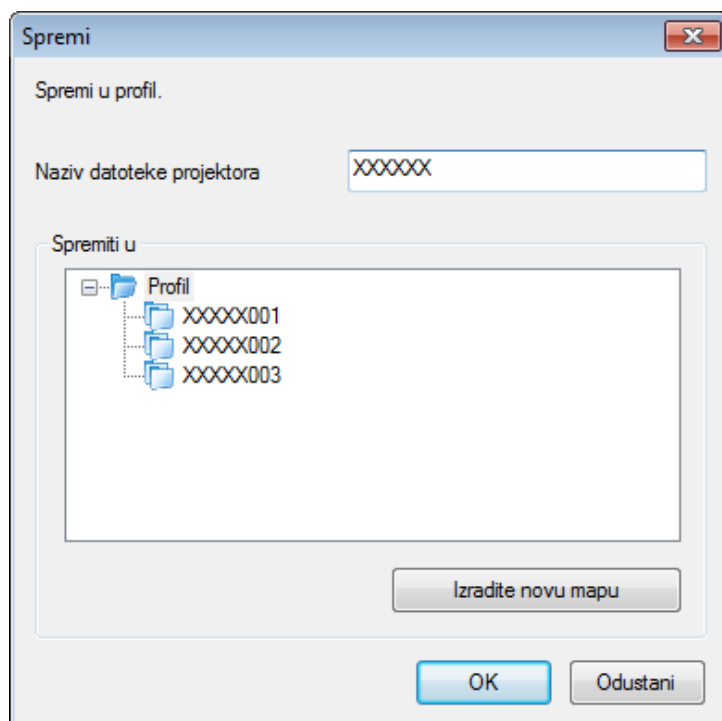 Spremi
Spremi u profil.
Naziv datoteke projektora XXXXXX
Spremiti u
Profil
XXXXX001
XXXXX002
XXXXX003
Izradite novu mapu
OK Odustani